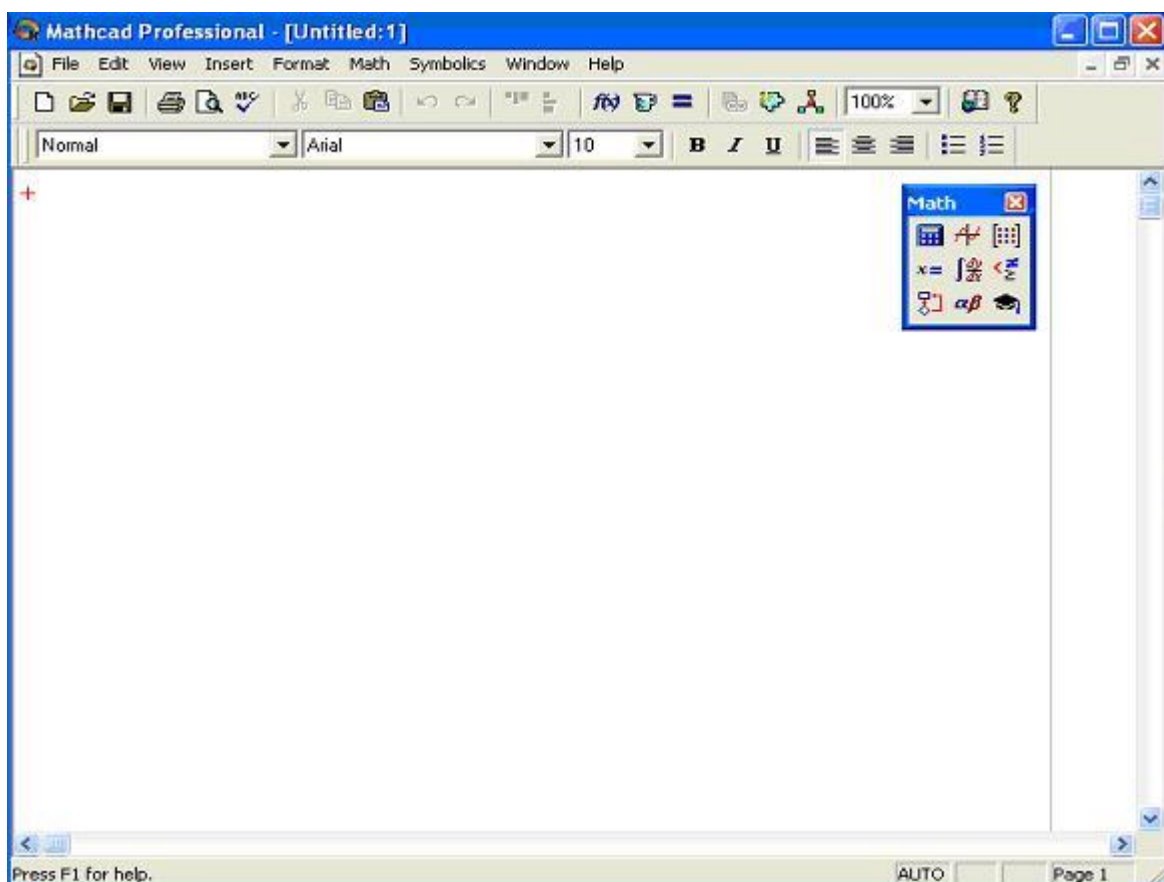 Mathcad Professional - [Untitled:1]
File Edit View Insert Format Math Symbolics Window Help
100%
Normal Arial 10 B I U
Math
x=
αβ
Press F1 for help. AUTO Page 1